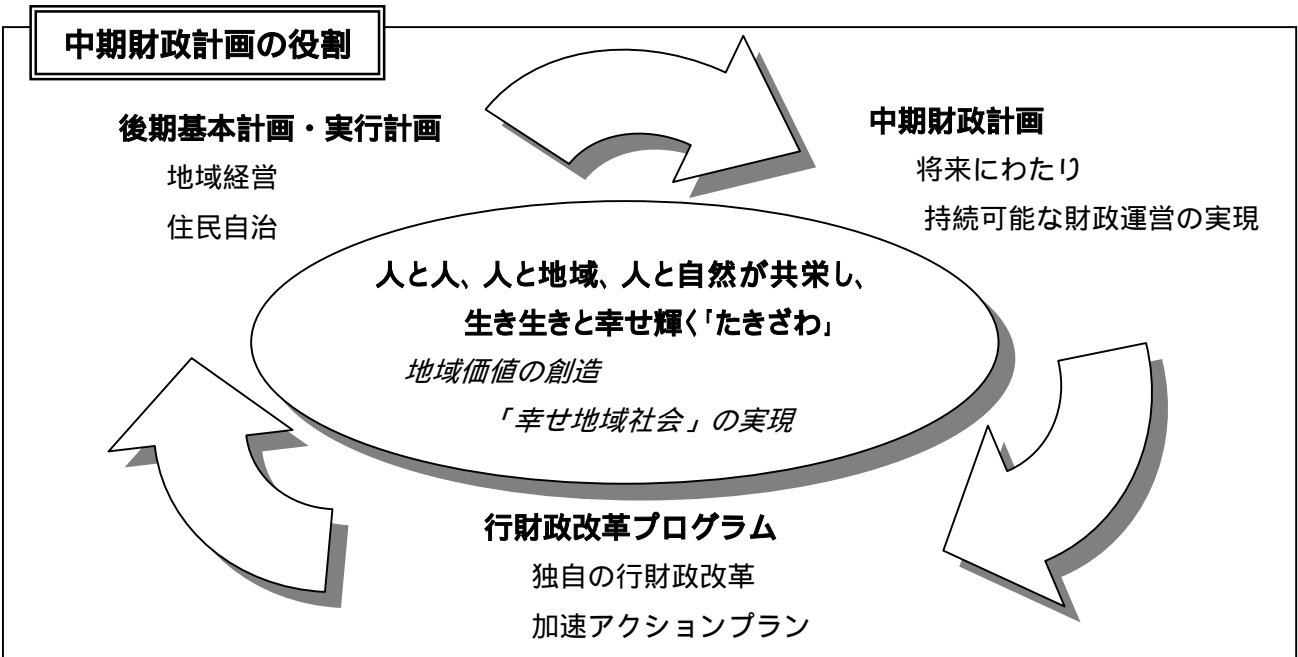 中期財政計画の役割
後期基本計画・実行計画
地域経営
住民自治
中期財政計画
将来にわたり
持続可能な財政運営の実現
人と人、人と地域、人と自然が共栄し、
生き生きと幸せ輝く「たきざわ」
地域価値の創造
「幸せ地域社会」の実現
行財政改革プログラム
独自の行財政改革
加速アクションプラン